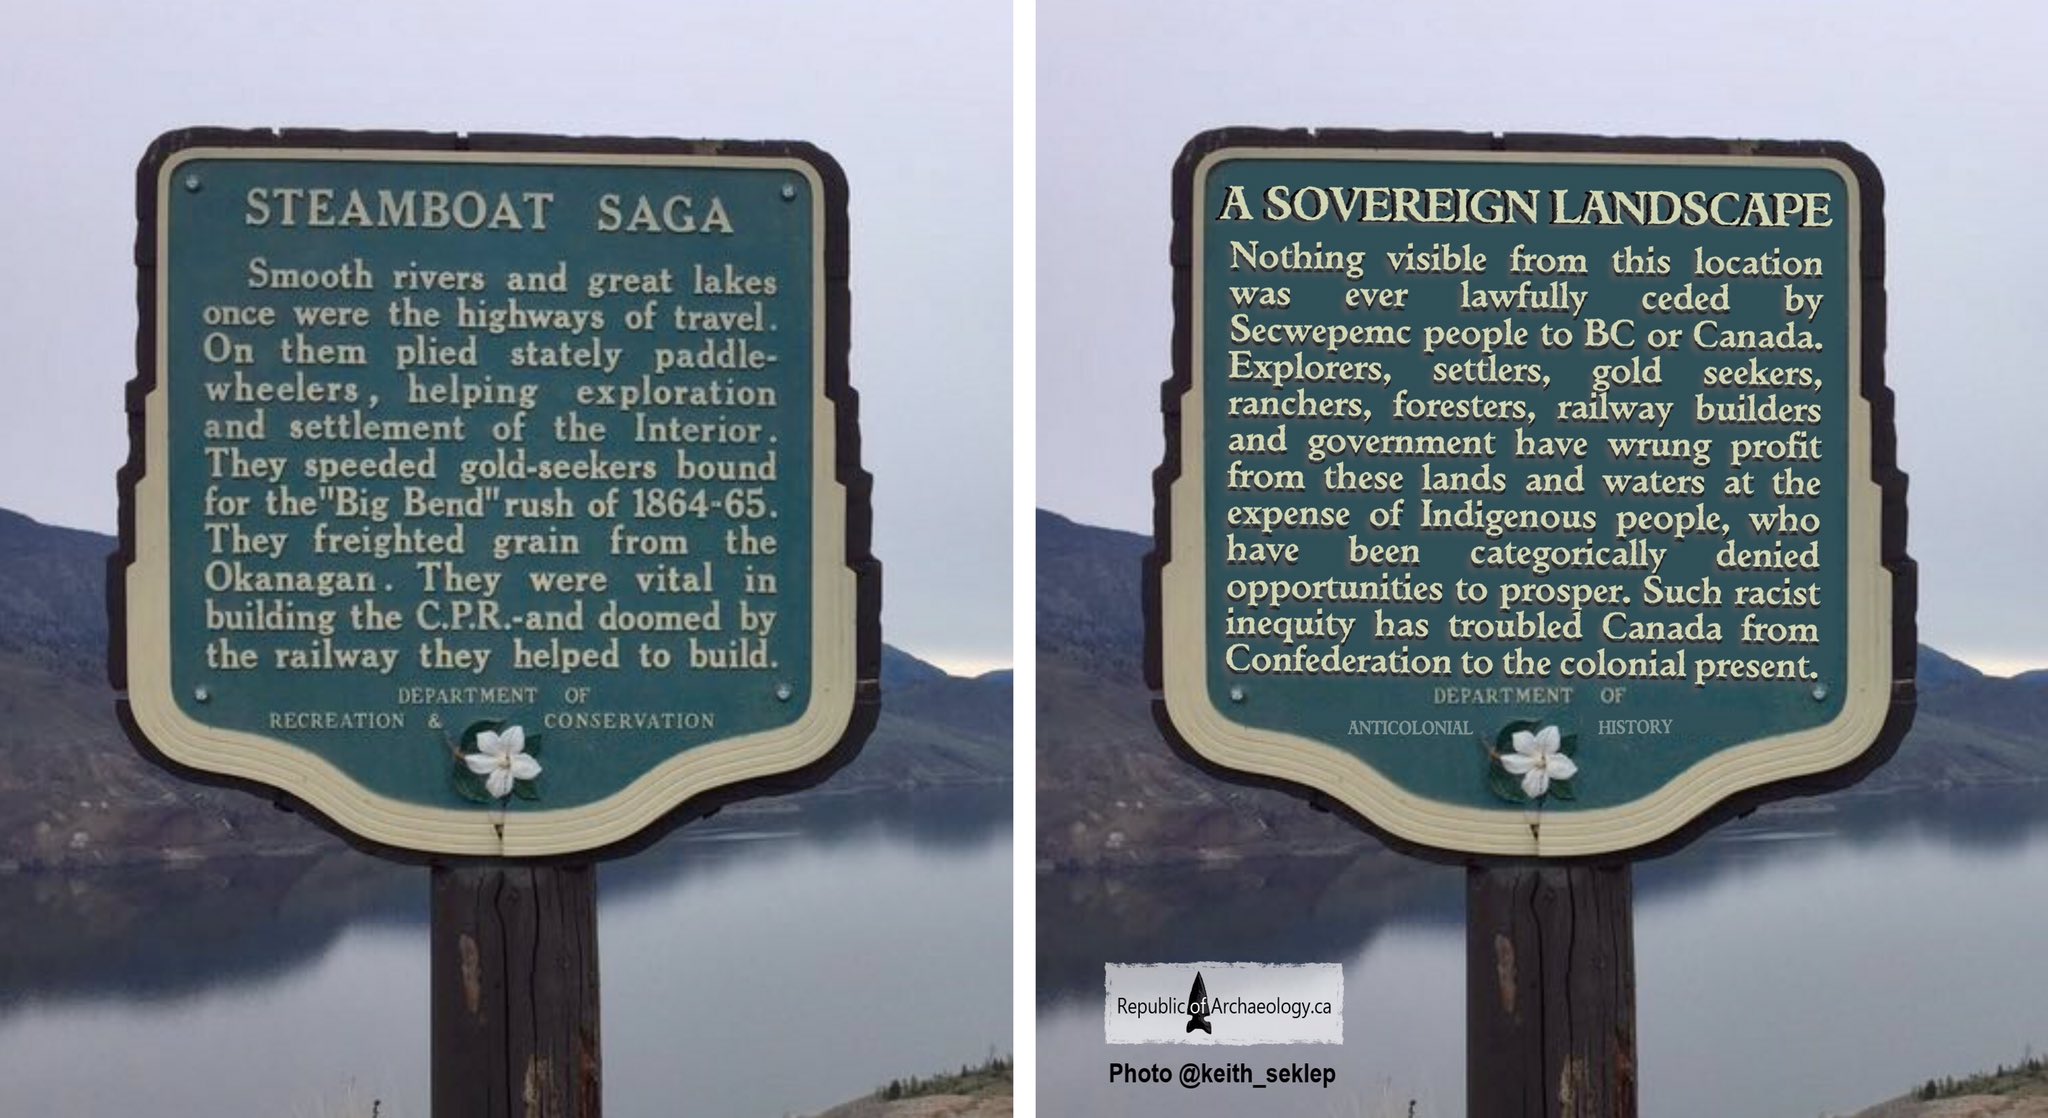 STEAMBOAT SAGA
Smooth rivers and great lakes
once were the highways of travel.
On them plied stately paddle-
wheelers, helping exploration
and settlement of the Interior.
They speeded gold-seekers bound
for the "Big Bend" rush of 1864-65.
They freighted grain from the
Okanagan. They were vital in
building the C.P.R.-and doomed by
the railway they helped to build.
DEPARTMENT OF
RECREATION & CONSERVATION
A SOVEREIGN LANDSCAPE
Nothing visible from this location
was ever lawfully ceded by
Secwepemc people to BC or Canada.
Explorers, settlers, gold seekers,
ranchers, foresters, railway builders
and government have wrung profit
from these lands and waters at the
expense of Indigenous people, who
have been categorically denied
opportunities to prosper. Such racist
inequity has troubled Canada from
Confederation to the colonial present.
DEPARTMENT OF
ANTICOLONIAL HISTORY
Republic of Archaeology.ca
Photo @keith_seklep